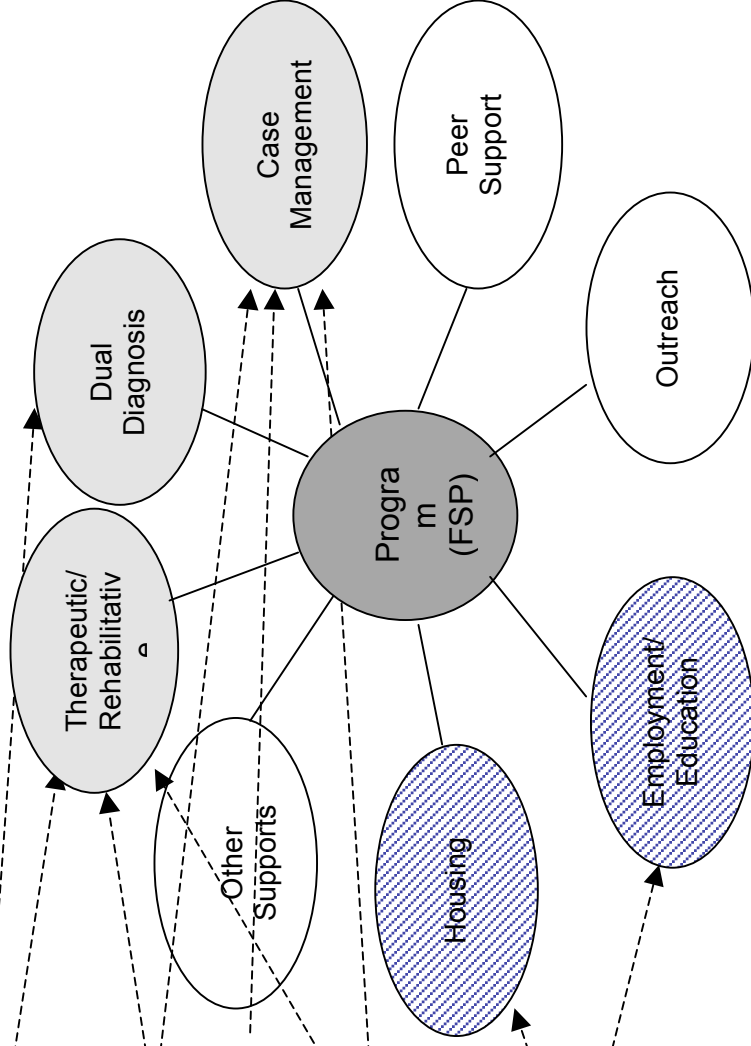 Therapeutic/
Rehabilitativ
e
Dual
Diagnosis
Other
Supports
Case
Management
Progra
m
(FSP)
Housing
Peer
Support
Employment/
Education
Outreach